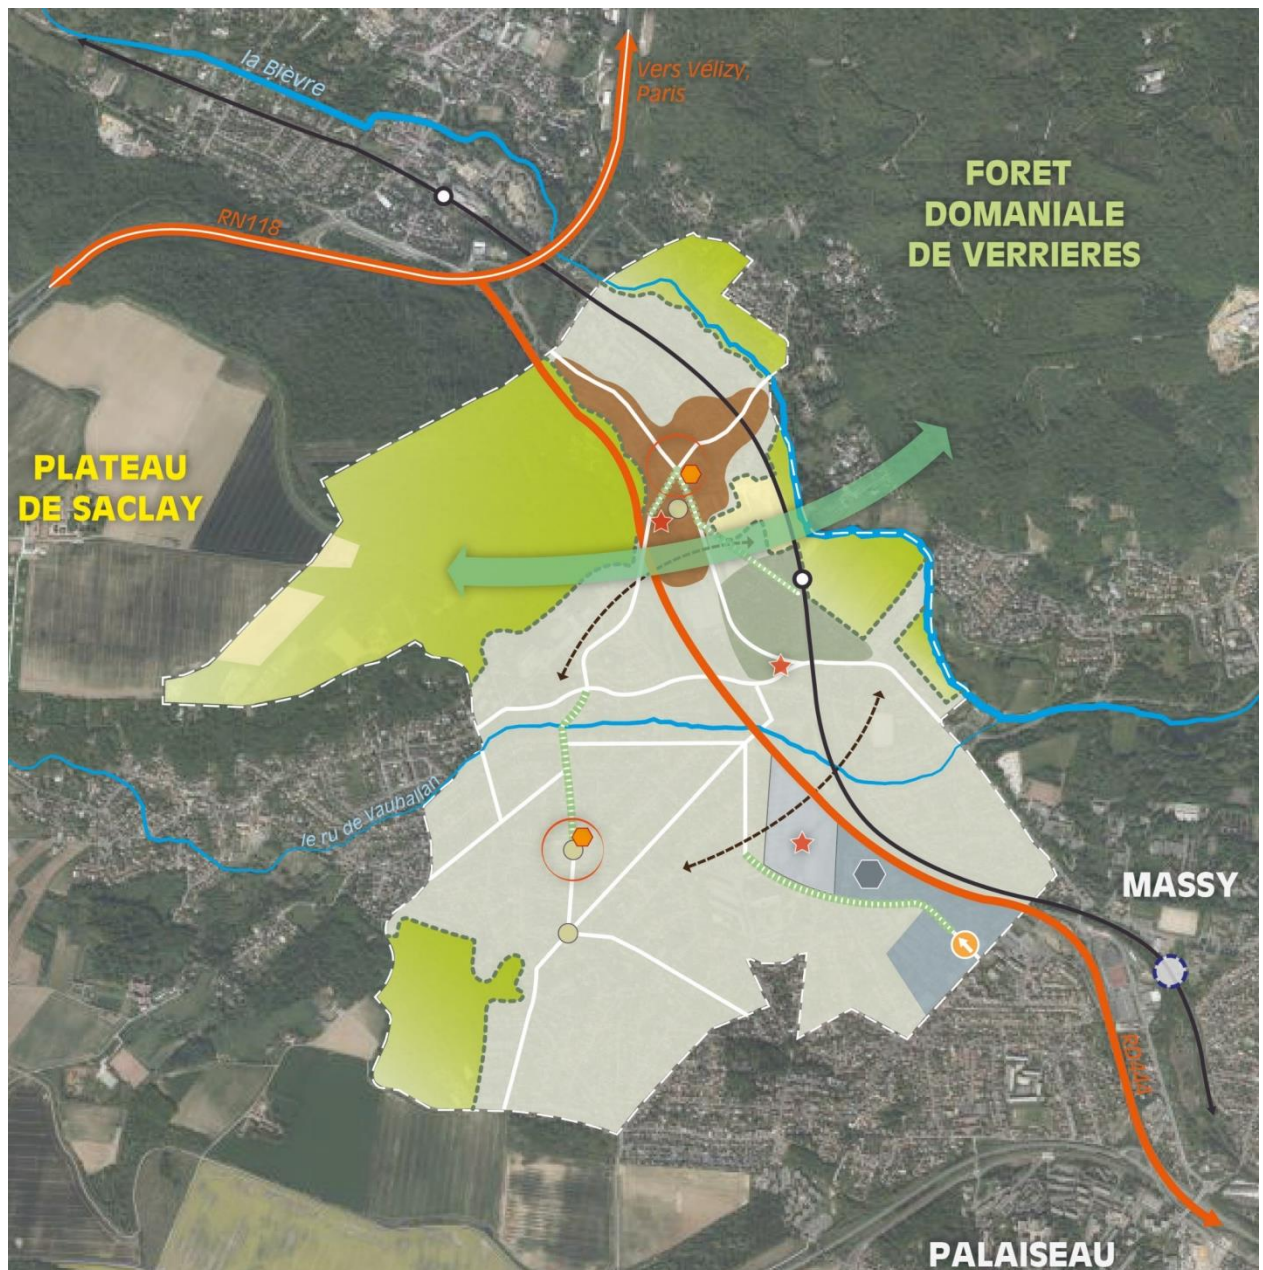 la Bièvre
Vers Vélizy,
Paris
FORET
DOMANIALE
DE VERRIERES
RN118
PLATEAU
DE SACLAY
le ru de Vauhallan
MASSY
RD444
PALAISEAU